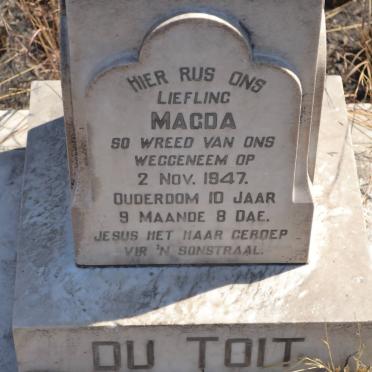 HIER RUS ONS
LIEFLING
MAGDA
SO WREED VAN ONS
WEGGENEEM OP
2 NOV. 1947.
OUDERDOM 10 JAAR
9 MAANDE 8 DAE.
JESUS HET HAAR GEROEP
VIR 'N SONSTRAAL.
DU TOIT